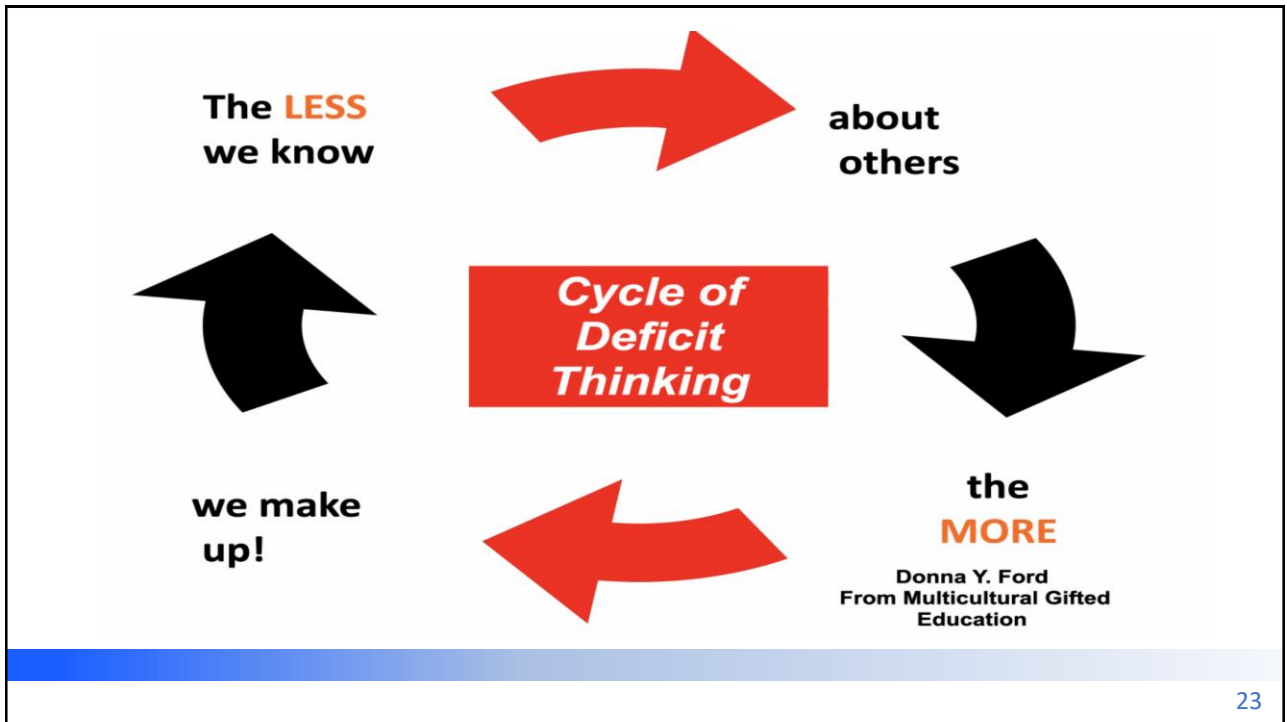 The LESS
we know
about
others
the
MORE
Donna Y. Ford
From Multicultural Gifted
Education
we make
up!
Cycle of
Deficit
Thinking
23